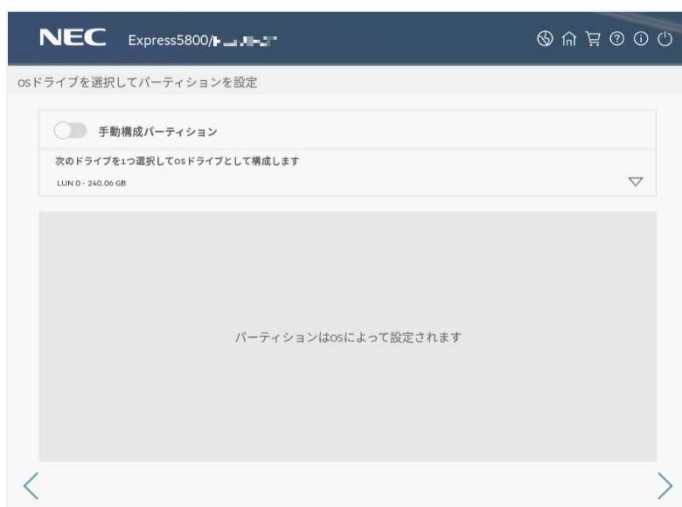 NEC Express5800/
OSドライブを選択してパーティションを設定
手動構成パーティション
次のドライブを1つ選択してOSドライブとして構成します
LUN 0 - 240.06 GB
パーティションはOSによって設定されます